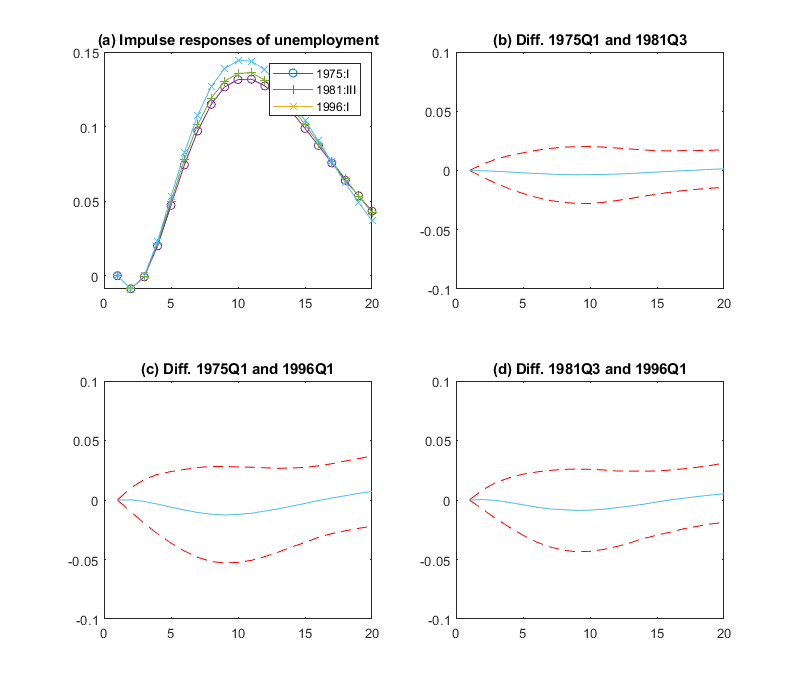 (a) Impulse responses of unemployment
0.15
0.1
0.05
0
0 5 10 15 20
1975:I
1981:III
1996:I
(b) Diff. 1975Q1 and 1981Q3
0.1
0.05
0
-0.05
-0.1
0 5 10 15 20
(c) Diff. 1975Q1 and 1996Q1
0.1
0.05
0
-0.05
-0.1
0 5 10 15 20
(d) Diff. 1981Q3 and 1996Q1
0.1
0.05
0
-0.05
-0.1
0 5 10 15 20